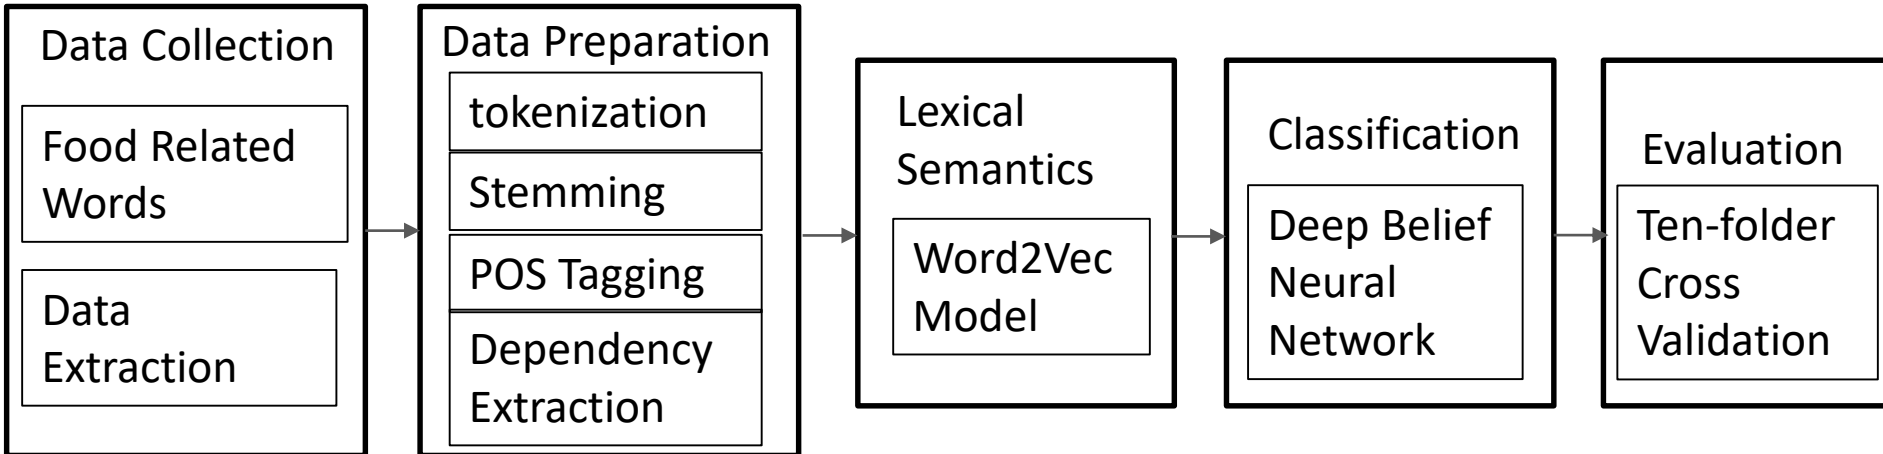 Data Collection
Food Related
Words
Data
Extraction
Data Preparation
tokenization
Stemming
POS Tagging
Dependency
Extraction
Lexical
Semantics
Word2Vec
Model
Classification
Deep Belief
Neural
Network
Evaluation
Ten-folder
Cross
Validation